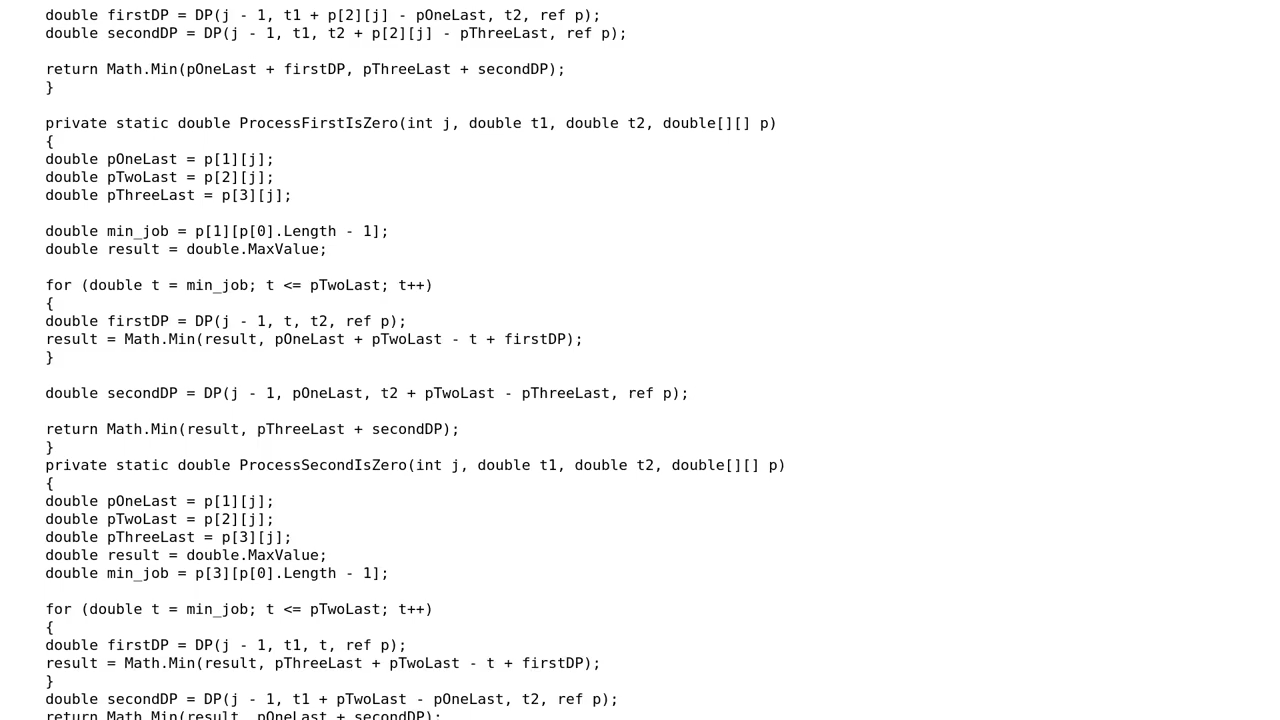 double firstDP = DP(j - 1, t1 + p[2][j] - pOneLast, t2, ref p);
double secondDP = DP(j - 1, t1, t2 + p[2][j] - pThreeLast, ref p);
return Math.Min(pOneLast + firstDP, pThreeLast + secondDP);
}
private static double ProcessFirstIsZero(int j, double t1, double t2, double[][] p)
{
double pOneLast = p[1][j];
double pTwoLast = p[2][j];
double pThreeLast = p[3][j];
double min_job = p[1][p[0].Length - 1];
double result = double.MaxValue;
for (double t = min_job; t <= pTwoLast; t++)
{
double firstDP = DP(j - 1, t, t2, ref p);
result = Math.Min(result, pOneLast + pTwoLast - t + firstDP);
}
double secondDP = DP(j - 1, pOneLast, t2 + pTwoLast - pThreeLast, ref p);
return Math.Min(result, pThreeLast + secondDP);
}
private static double ProcessSecondIsZero(int j, double t1, double t2, double[][] p)
{
double pOneLast = p[1][j];
double pTwoLast = p[2][j];
double pThreeLast = p[3][j];
double result = double.MaxValue;
double min_job = p[3][p[0].Length - 1];
for (double t = min_job; t <= pTwoLast; t++)
{
double firstDP = DP(j - 1, t1, t, ref p);
result = Math.Min(result, pThreeLast + pTwoLast - t + firstDP);
}
double secondDP = DP(j - 1, t1 + pTwoLast - pOneLast, t2, ref p);
return Math.Min(result, pOneLast + secondDP);